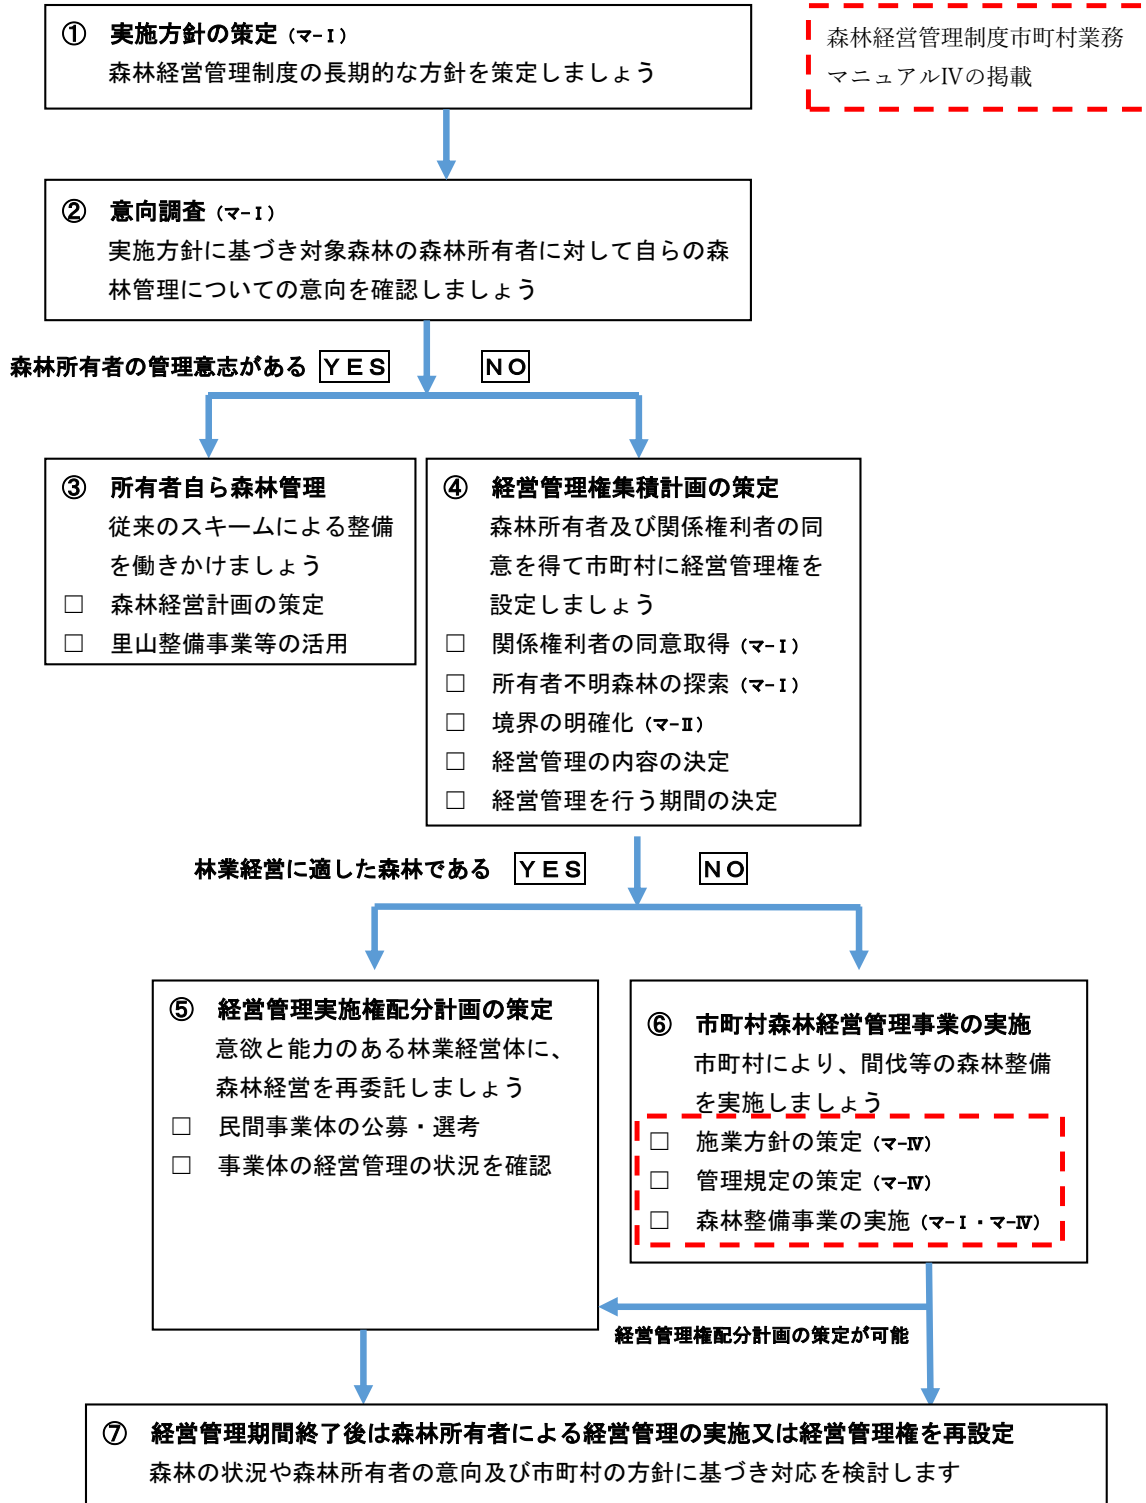 ① 実施方針の策定（マ-Ⅰ）
森林経営管理制度の長期的な方針を策定しましょう
森林経営管理制度市町村業務
マニュアルⅣの掲載
② 意向調査（マ-Ⅰ）
実施方針に基づき対象森林の森林所有者に対して自らの森
林管理についての意向を確認しましょう
森林所有者の管理意志がある YES NO
③ 所有者自ら森林管理
従来のスキームによる整備
を働きかけましょう
□ 森林経営計画の策定
□ 里山整備事業等の活用
④ 経営管理権集積計画の策定
森林所有者及び関係権利者の同
意を得て市町村に経営管理権を
設定しましょう
□ 関係権利者の同意取得（マ-Ⅰ）
□ 所有者不明森林の探索（マ-Ⅰ）
□ 境界の明確化（マ-Ⅱ）
□ 経営管理の内容の決定
□ 経営管理を行う期間の決定
林業経営に適した森林である YES NO
⑤ 経営管理実施権配分計画の策定
意欲と能力のある林業経営体に、
森林経営を再委託しましょう
□ 民間事業体の公募・選考
□ 事業体の経営管理の状況を確認
⑥ 市町村森林経営管理事業の実施
市町村により、間伐等の森林整備
を実施しましょう
□ 施業方針の策定（マ-Ⅳ）
□ 管理規定の策定（マ-Ⅳ）
□ 森林整備事業の実施（マ-Ⅰ・マ-Ⅳ）
経営管理権配分計画の策定が可能
⑦ 経営管理期間終了後は森林所有者による経営管理の実施又は経営管理権を再設定
森林の状況や森林所有者の意向及び市町村の方針に基づき対応を検討します